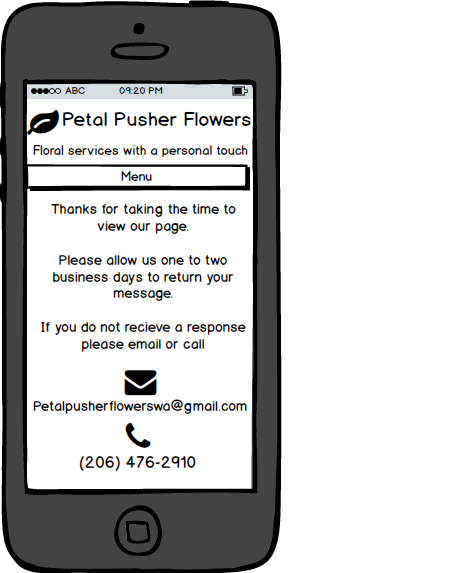 ABC 09:20 PM
Petal Pusher Flowers
Floral services with a personal touch
Menu
Thanks for taking the time to
view our page.
Please allow us one to two
business days to return your
message.
If you do not recieve a response
please email or call
Petalpusherflowerswa@gmail.com
(206) 476-2910